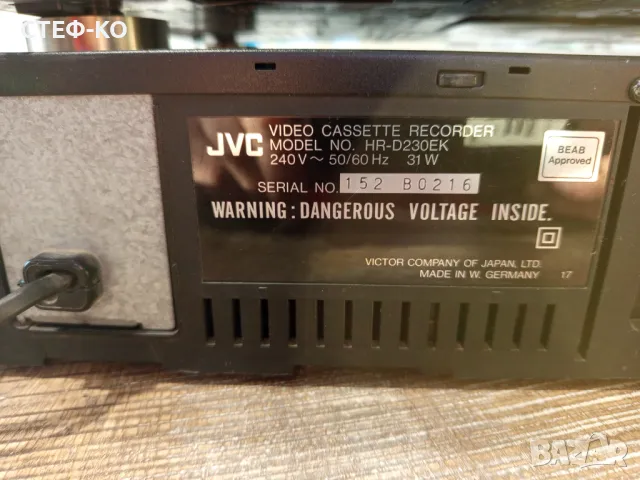 СТЕФ-КО
JVC
VIDEO CASSETTE RECORDER
MODEL NO. HR-D230EK
240V~ 50/60Hz 31W
BEAB
Approved
SERIAL NO. 152 B0216
WARNING: DANGEROUS VOLTAGE INSIDE.
VICTOR COMPANY OF JAPAN, LTD.
MADE IN W. GERMANY 17
BAZAR